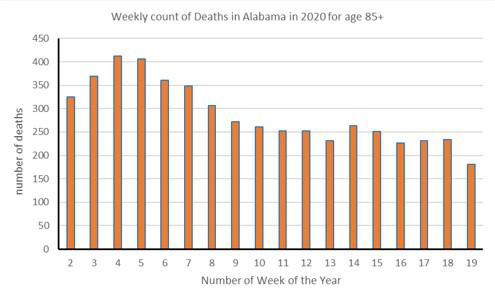 Weekly count of Deaths in Alabama in 2020 for age 85+
number of deaths
450
400
350
300
250
200
150
100
50
0
2 3 4 5 6 7 8 9 10 11 12 13 14 15 16 17 18 19
Number of Week of the Year